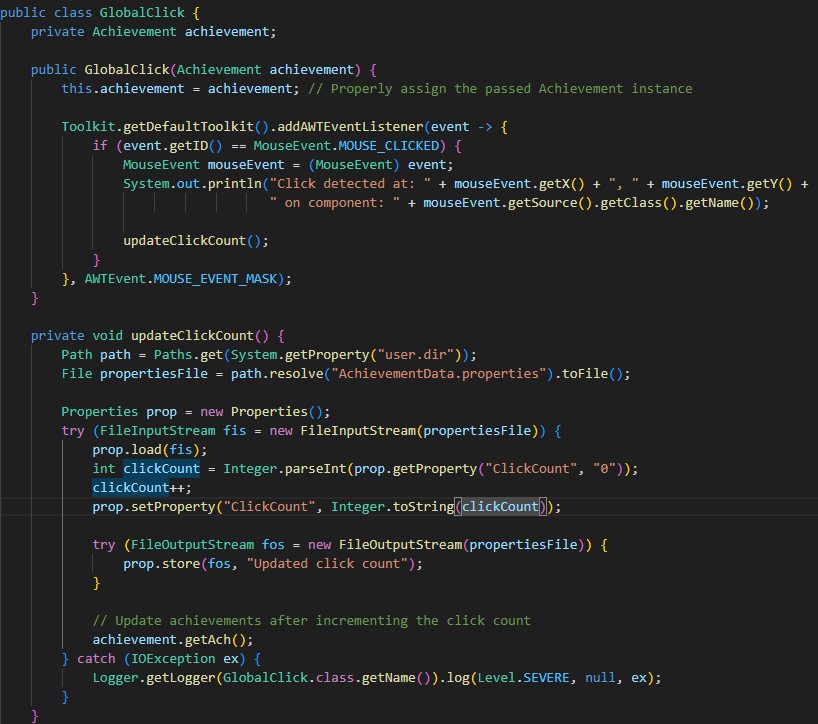 public class GlobalClick {
    private Achievement achievement;

    public GlobalClick(Achievement achievement) {
        this.achievement = achievement; // Properly assign the passed Achievement instance

        Toolkit.getDefaultToolkit().addAWTEventListener(event -> {
            if (event.getID() == MouseEvent.MOUSE_CLICKED) {
                MouseEvent mouseEvent = (MouseEvent) event;
                System.out.println("Click detected at: " + mouseEvent.getX() + ", " + mouseEvent.getY() +
                                   " on component: " + mouseEvent.getSource().getClass().getName());

                updateClickCount();
            }
        }, AWTEvent.MOUSE_EVENT_MASK);
    }

    private void updateClickCount() {
        Path path = Paths.get(System.getProperty("user.dir"));
        File propertiesFile = path.resolve("AchievementData.properties").toFile();

        Properties prop = new Properties();
        try (FileInputStream fis = new FileInputStream(propertiesFile)) {
            prop.load(fis);
            int clickCount = Integer.parseInt(prop.getProperty("ClickCount", "0"));
            clickCount++;
            prop.setProperty("ClickCount", Integer.toString(clickCount));

            try (FileOutputStream fos = new FileOutputStream(propertiesFile)) {
                prop.store(fos, "Updated click count");
            }

            // Update achievements after incrementing the click count
            achievement.getAch();
        } catch (IOException ex) {
            Logger.getLogger(GlobalClick.class.getName()).log(Level.SEVERE, null, ex);
        }
    }